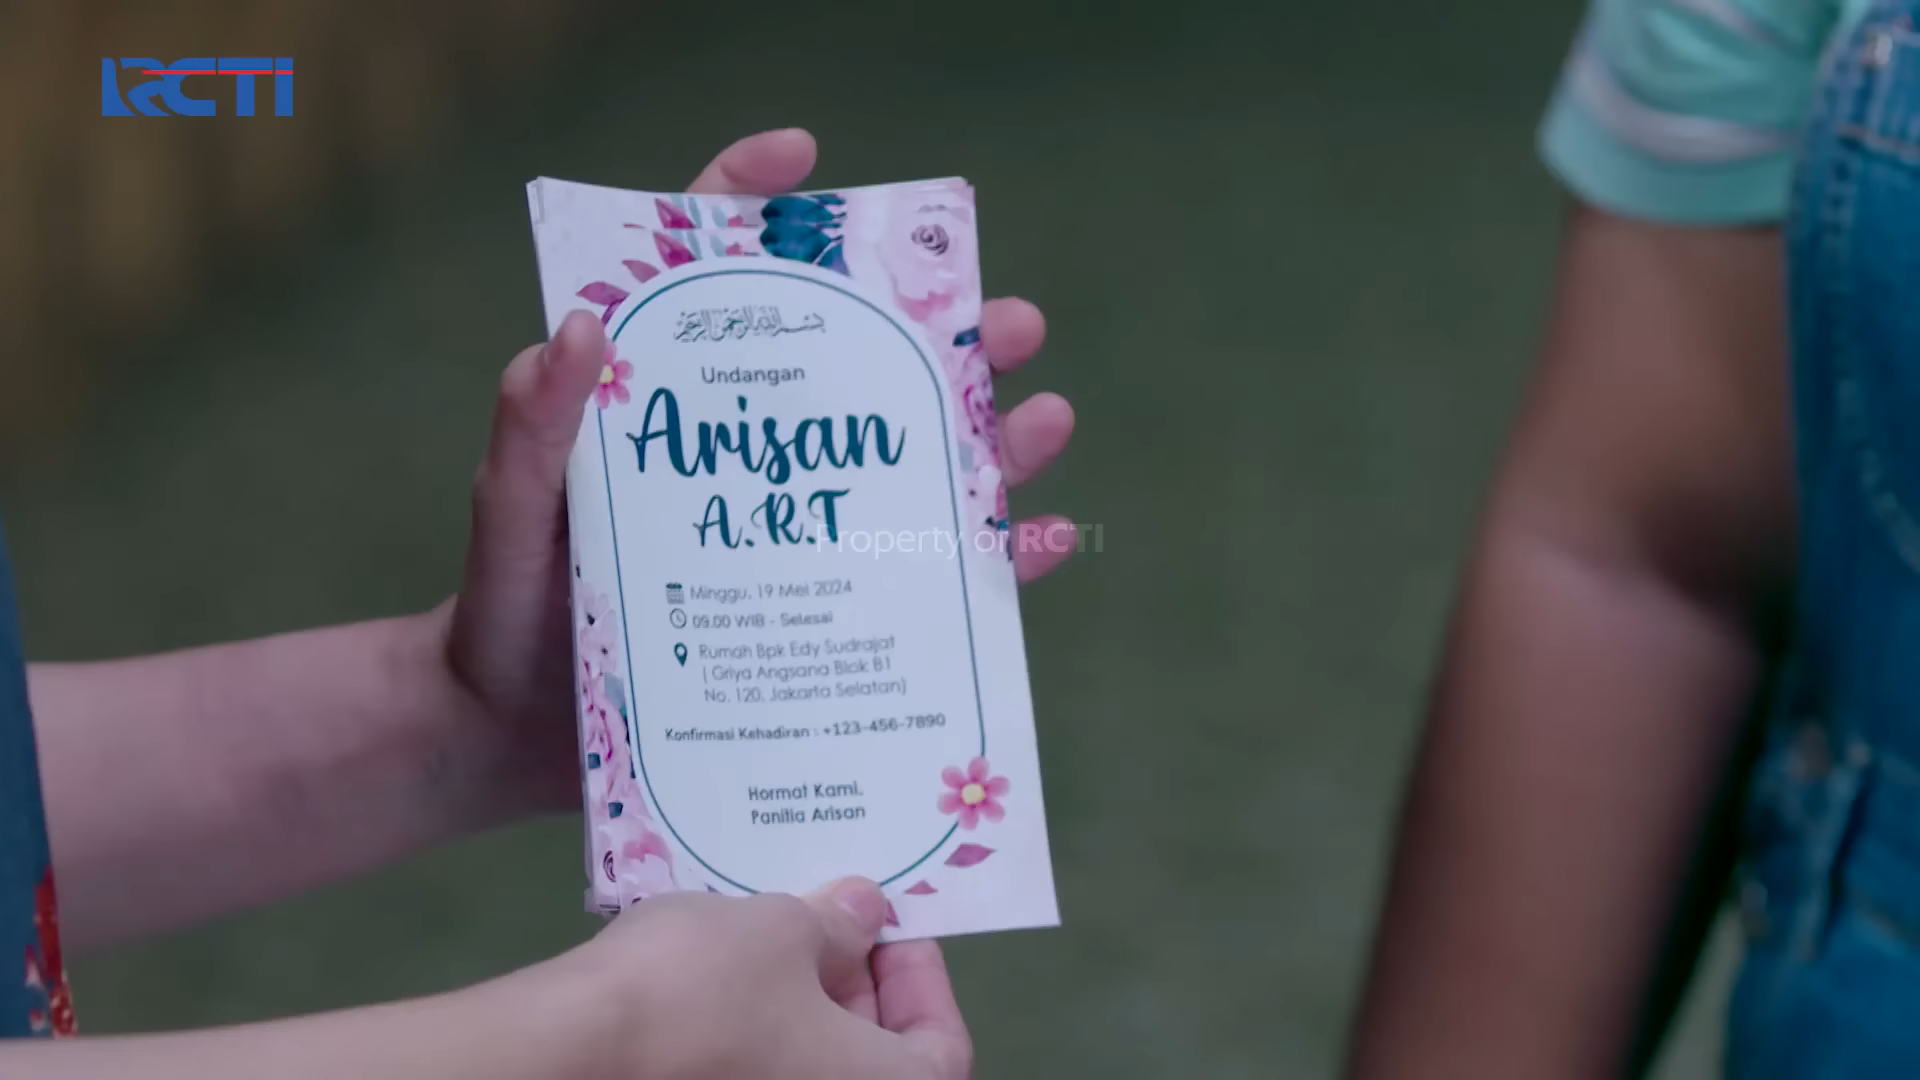 RCTI
بسم الله الرحمن الرحيم
Undangan
Arisan
A.R.T
Property of RCTI
Minggu, 19 Mei 2024
09.00 WIB - Selesai
Rumah Bpk Edy Sudrajat
( Griya Angsana Blok B1
No. 120, Jakarta Selatan)
Konfirmasi Kehadiran : +123-456-7890
Hormat Kami,
Panitia Arisan